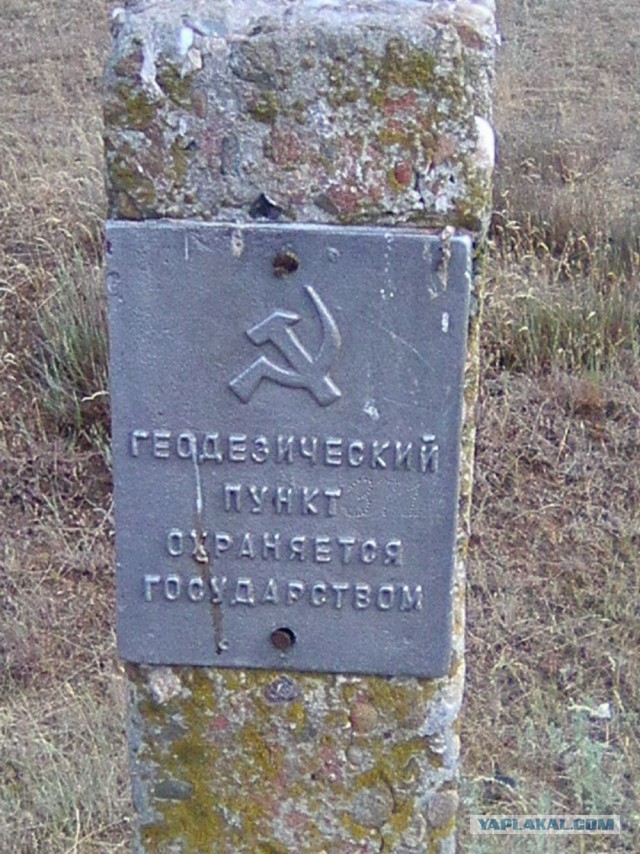 ГЕОДЕЗИЧЕСКИЙ
ПУНКТ
ОХРАНЯЕТСЯ
ГОСУДАРСТВОМ
YAPLAKAL.COM